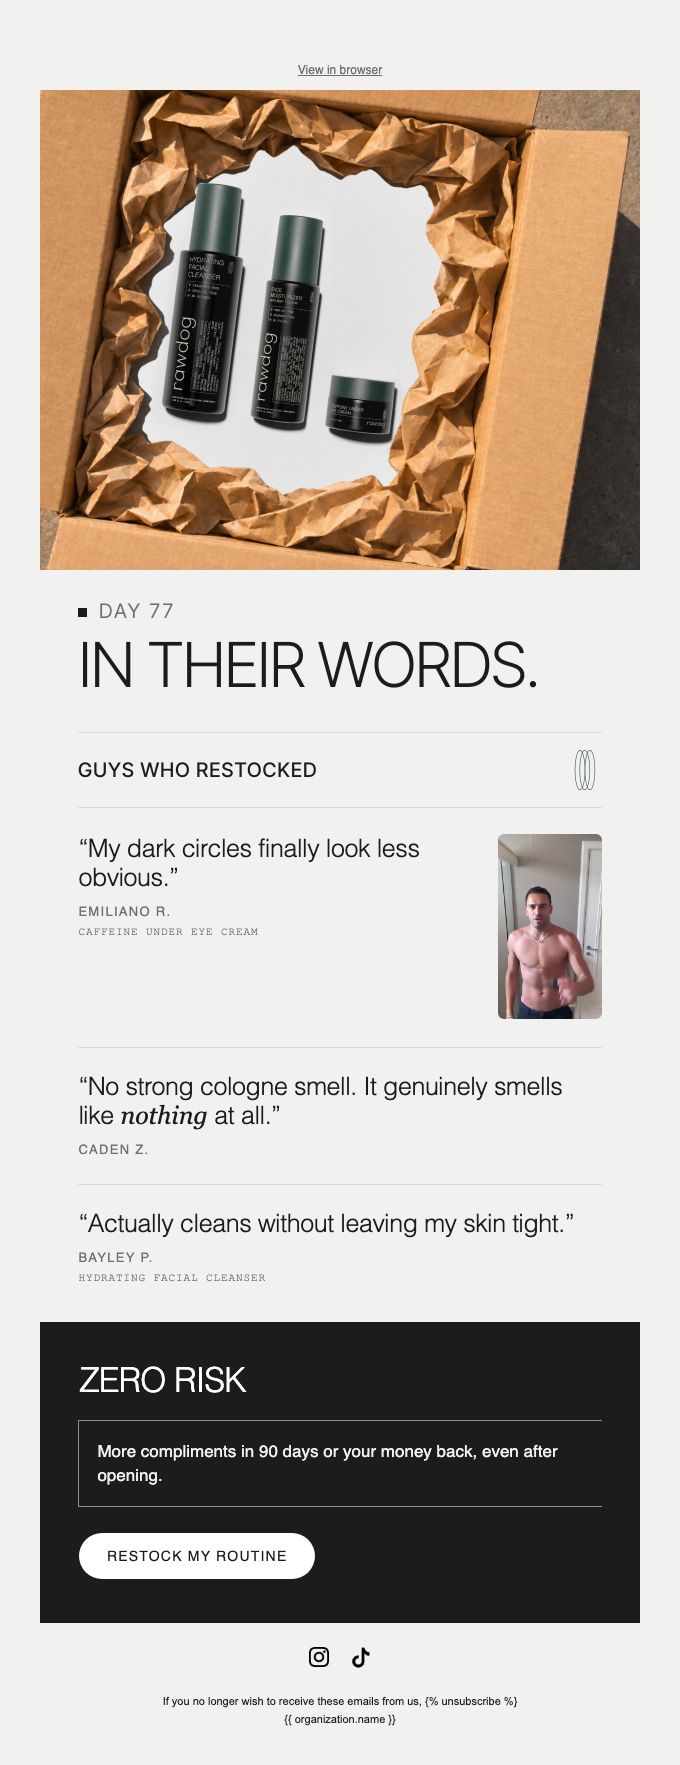 View in browser
HYDRATING
FACIAL
CLEANSER
rawdog
FACE
MOISTURIZER
rawdog
rawdog
DAY 77
IN THEIR WORDS.
GUYS WHO RESTOCKED
“My dark circles finally look less
obvious.”
EMILIANO R.
CAFFEINE UNDER EYE CREAM
“No strong cologne smell. It genuinely smells
like nothing at all.”
CADEN Z.
“Actually cleans without leaving my skin tight.”
BAYLEY P.
HYDRATING FACIAL CLEANSER
ZERO RISK
More compliments in 90 days or your money back, even after
opening.
RESTOCK MY ROUTINE
If you no longer wish to receive these emails from us, {% unsubscribe %}
{{ organization.name }}